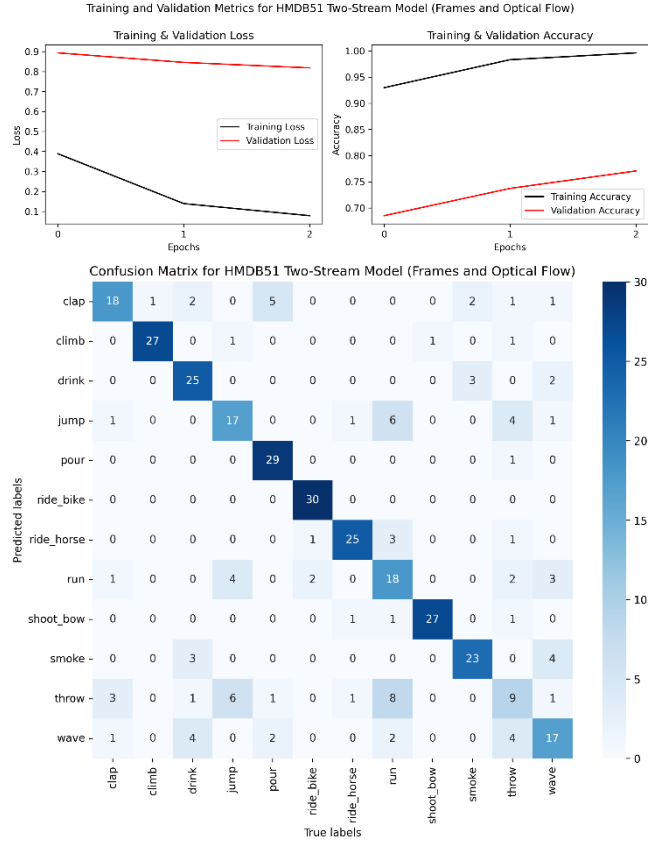 Training and Validation Metrics for HMDB51 Two-Stream Model (Frames and Optical Flow)
Training & Validation Loss
0.9
0.8
0.7
0.6
0.5
0.4
0.3
0.2
0.1
Loss
Training Loss
Validation Loss
0
1
2
Epochs
Training & Validation Accuracy
1.00
0.95
0.90
0.85
0.80
0.75
0.70
Accuracy
Training Accuracy
Validation Accuracy
0
1
2
Epochs
Confusion Matrix for HMDB51 Two-Stream Model (Frames and Optical Flow)
Predicted labels
clap 18 1 2 0 5 0 0 0 0 2 1 1
climb 0 27 0 1 0 0 0 0 1 0 1 0
drink 0 0 25 0 0 0 0 0 0 3 0 2
jump 1 0 0 17 0 0 1 6 0 0 4 1
pour 0 0 0 0 29 0 0 0 0 0 1 0
ride_bike 0 0 0 0 0 30 0 0 0 0 0 0
ride_horse 0 0 0 0 0 1 25 3 0 0 1 0
run 1 0 0 4 0 2 0 18 0 0 2 3
shoot_bow 0 0 0 0 0 0 1 1 27 0 1 0
smoke 0 0 3 0 0 0 0 0 0 23 0 4
throw 3 0 1 6 1 0 1 8 0 0 9 1
wave 1 0 4 0 2 0 0 2 0 0 4 17
clap climb drink jump pour ride_bike ride_horse run shoot_bow smoke throw wave
True labels
30
25
20
15
10
5
0